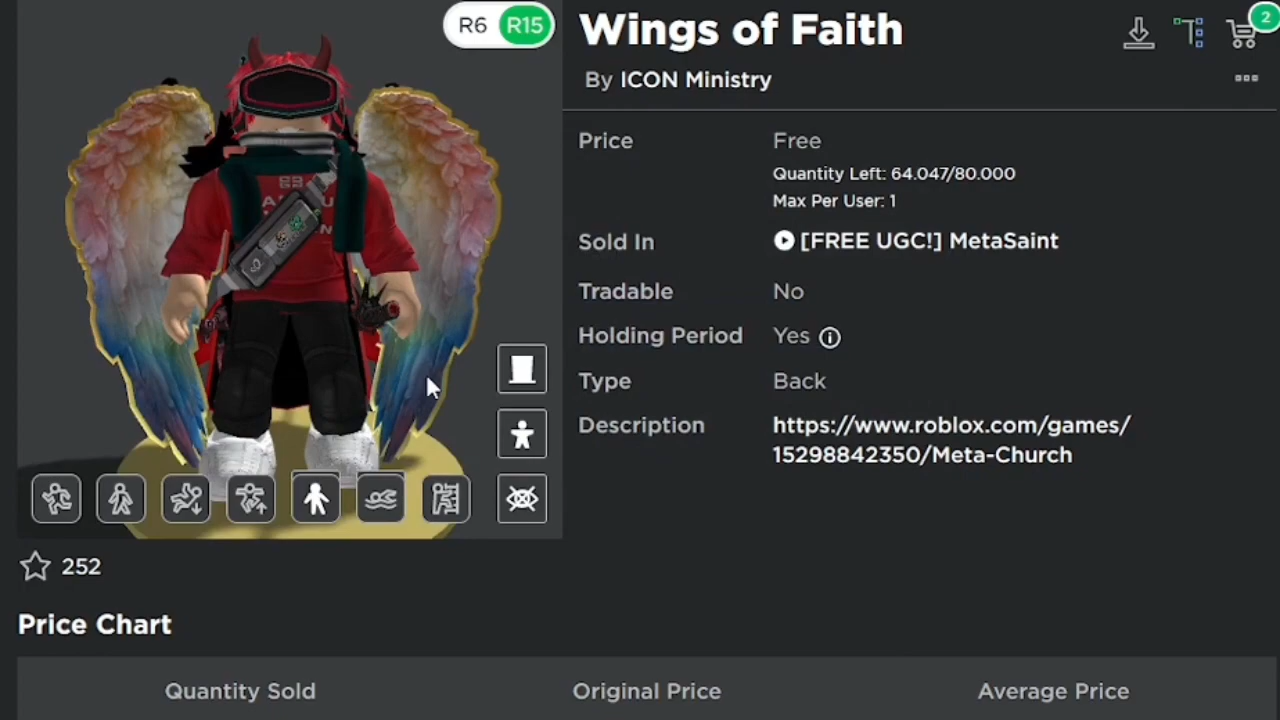 R6 R15
Wings of Faith
2
By ICON Ministry
Price Free
Quantity Left: 64.047/80.000
Max Per User: 1
Sold In [FREE UGC!] MetaSaint
Tradable No
Holding Period Yes
Type Back
Description https://www.roblox.com/games/
15298842350/Meta-Church
252
Price Chart
Quantity Sold Original Price Average Price